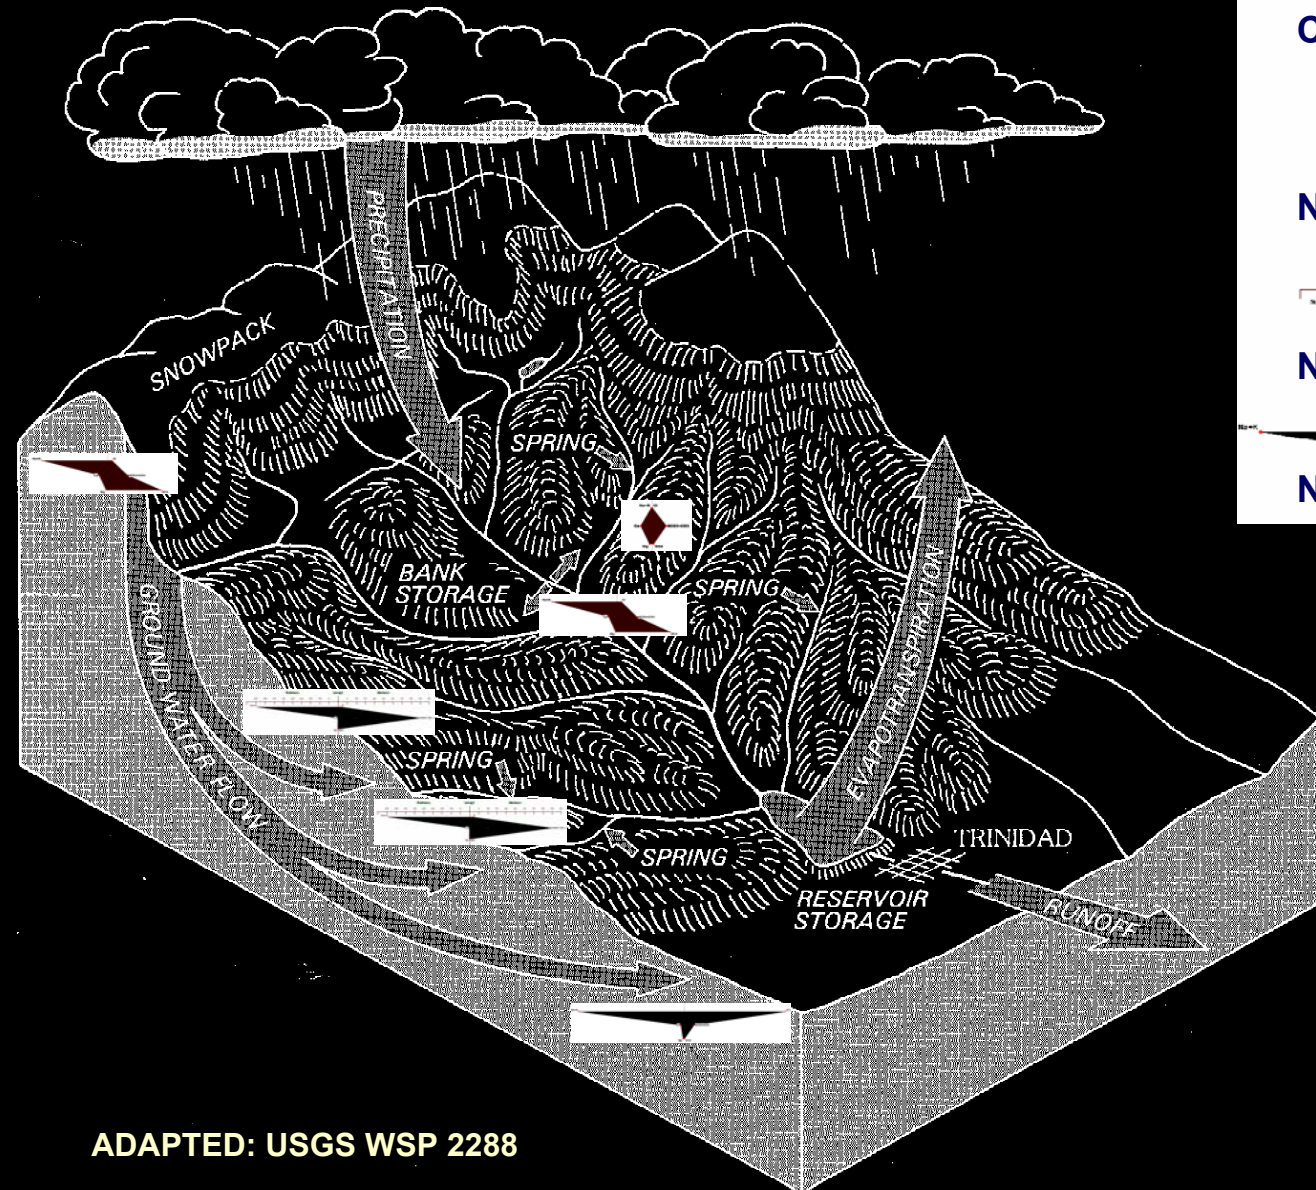 C
N
N
N
PRECIPITATION
SNOWPACK
SPRING
BANK
STORAGE
SPRING
GROUND WATER FLOW
EVAPOTRANSPIRATION
SPRING
SPRING
TRINIDAD
RESERVOIR
STORAGE
RUNOFF
ADAPTED: USGS WSP 2288